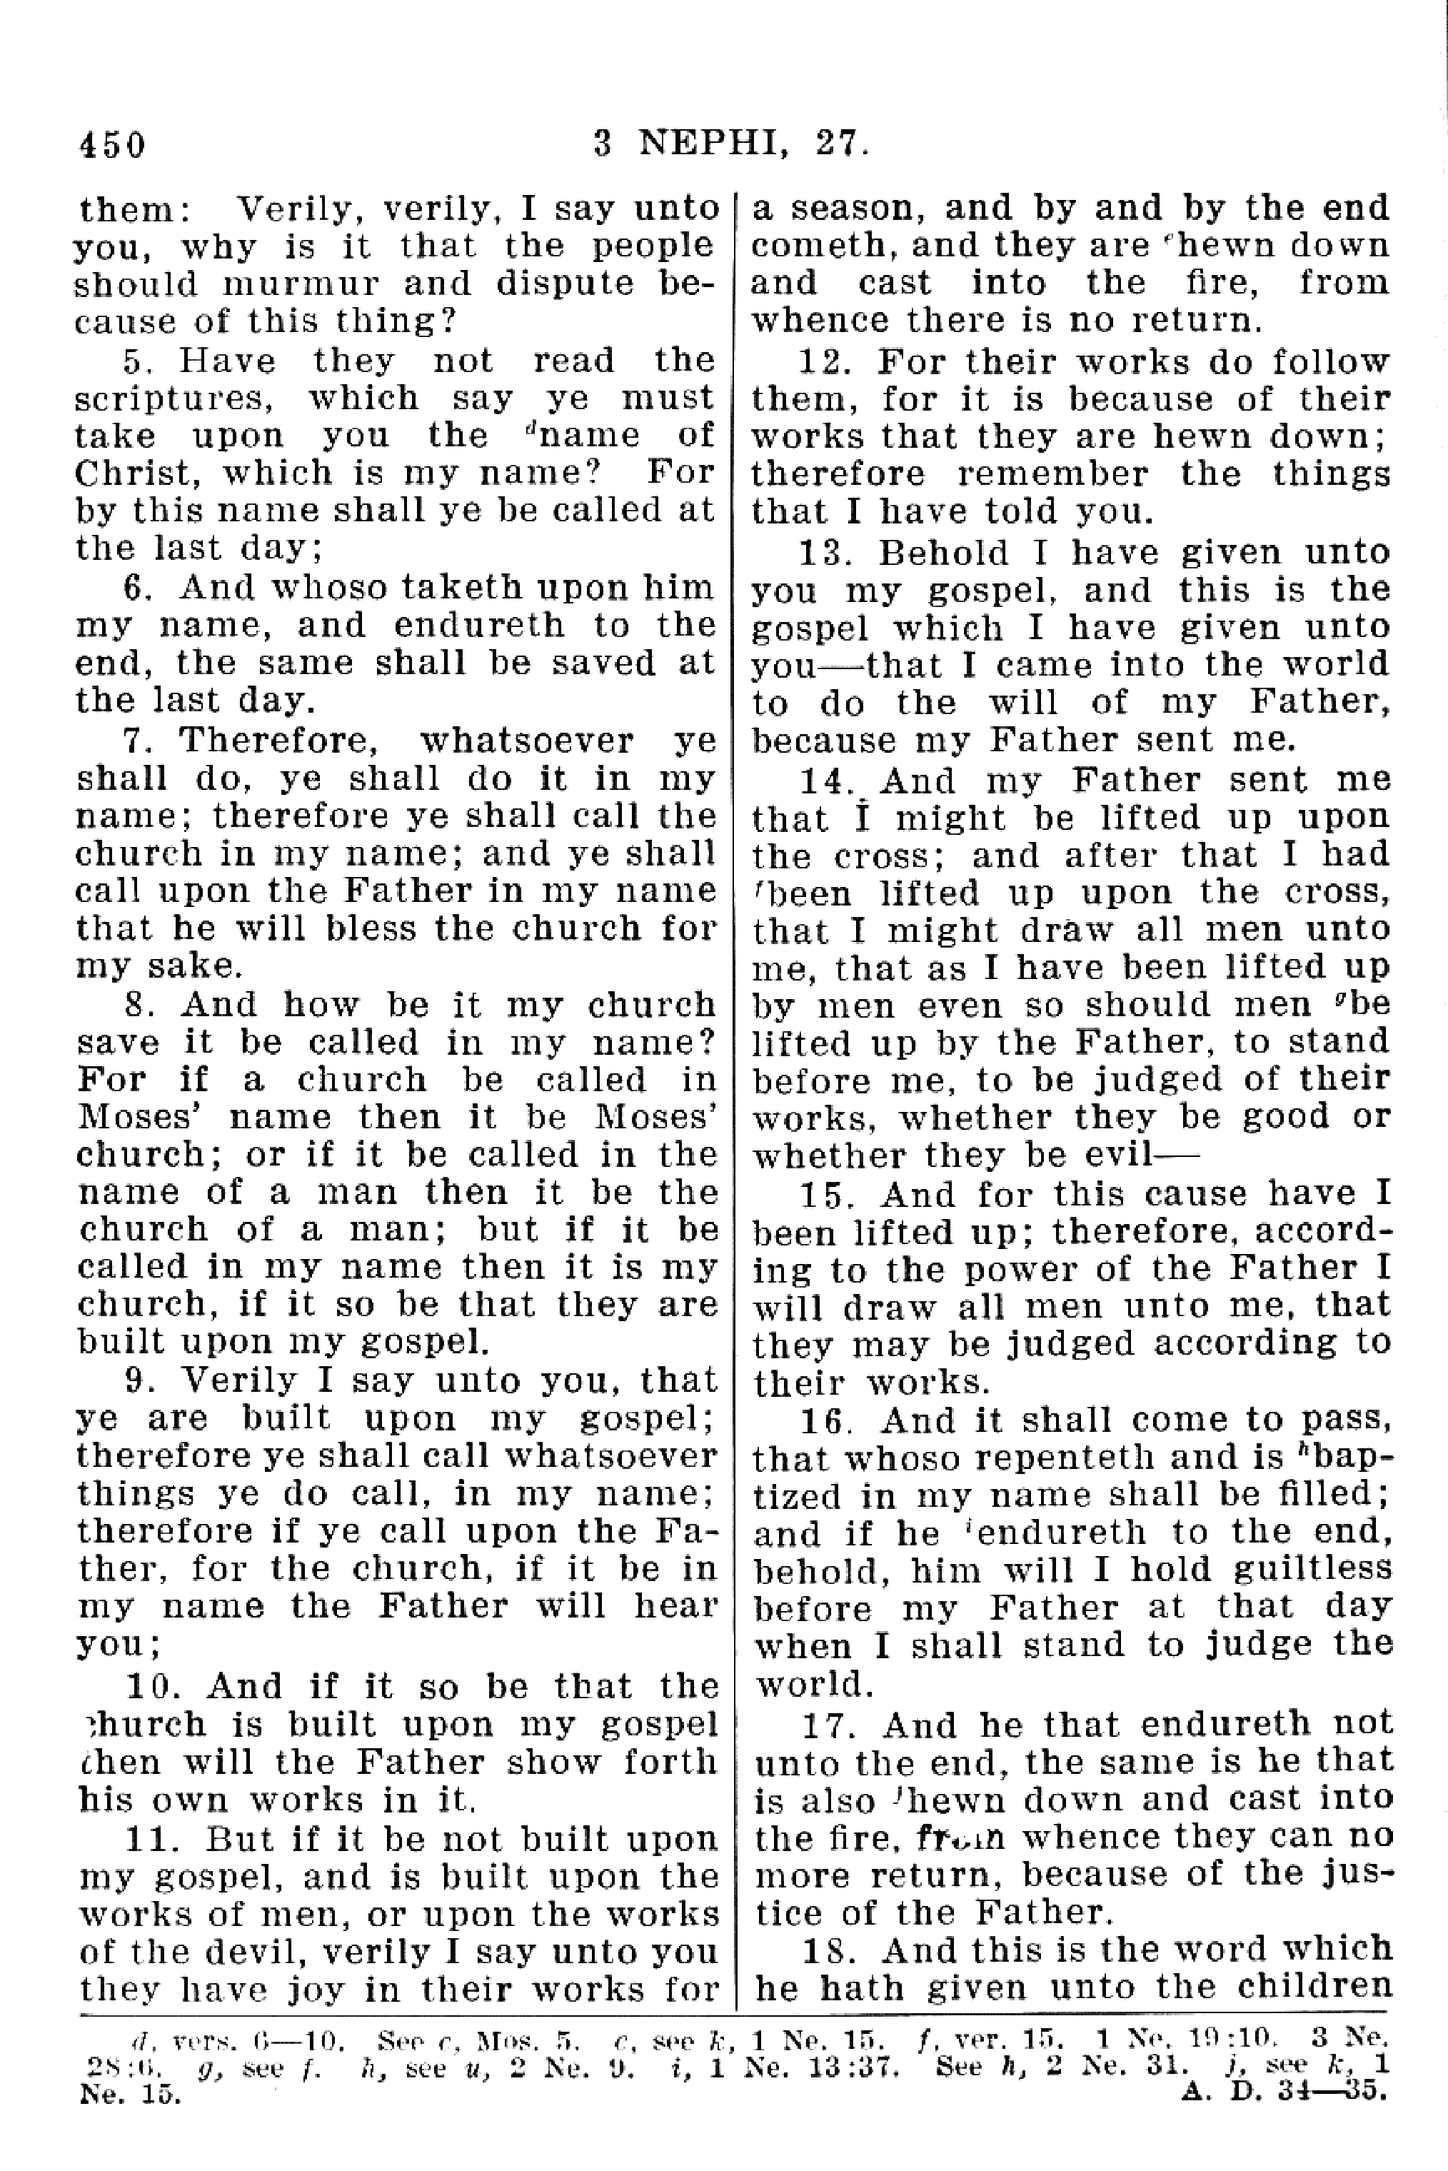 450 3 NEPHI, 27.
them: Verily, verily, I say unto
you, why is it that the people
should murmur and dispute be-
cause of this thing?
5. Have they not read the
scriptures, which say ye must
take upon you the dname of
Christ, which is my name? For
by this name shall ye be called at
the last day;
6. And whoso taketh upon him
my name, and endureth to the
end, the same shall be saved at
the last day.
7. Therefore, whatsoever ye
shall do, ye shall do it in my
name; therefore ye shall call the
church in my name; and ye shall
call upon the Father in my name
that he will bless the church for
my sake.
8. And how be it my church
save it be called in my name?
For if a church be called in
Moses' name then it be Moses'
church; or if it be called in the
name of a man then it be the
church of a man; but if it be
called in my name then it is my
church, if it so be that they are
built upon my gospel.
9. Verily I say unto you, that
ye are built upon my gospel;
therefore ye shall call whatsoever
things ye do call, in my name;
therefore if ye call upon the Fa-
ther, for the church, if it be in
my name the Father will hear
you;
10. And if it so be that the
church is built upon my gospel
then will the Father show forth
his own works in it.
11. But if it be not built upon
my gospel, and is built upon the
works of men, or upon the works
of the devil, verily I say unto you
they have joy in their works for
a season, and by and by the end
cometh, and they are ehewn down
and cast into the fire, from
whence there is no return.
12. For their works do follow
them, for it is because of their
works that they are hewn down;
therefore remember the things
that I have told you.
13. Behold I have given unto
you my gospel, and this is the
gospel which I have given unto
you—that I came into the world
to do the will of my Father,
because my Father sent me.
14. And my Father sent me
that I might be lifted up upon
the cross; and after that I had
fbeen lifted up upon the cross,
that I might draw all men unto
me, that as I have been lifted up
by men even so should men gbe
lifted up by the Father, to stand
before me, to be judged of their
works, whether they be good or
whether they be evil—
15. And for this cause have I
been lifted up; therefore, accord-
ing to the power of the Father I
will draw all men unto me, that
they may be judged according to
their works.
16. And it shall come to pass,
that whoso repenteth and is hbap-
tized in my name shall be filled;
and if he iendureth to the end,
behold, him will I hold guiltless
before my Father at that day
when I shall stand to judge the
world.
17. And he that endureth not
unto the end, the same is he that
is also jhewn down and cast into
the fire, from whence they can no
more return, because of the jus-
tice of the Father.
18. And this is the word which
he hath given unto the children
d, vers. 6—10. See c, Mos. 5. e, see k, 1 Ne. 15. f, ver. 15. 1 Ne. 19:10. 3 Ne.
28:6. g, see f. h, see u, 2 Ne. 9. i, 1 Ne. 13:37. See h, 2 Ne. 31. j, see k, 1
Ne. 15. A. D. 34—35.